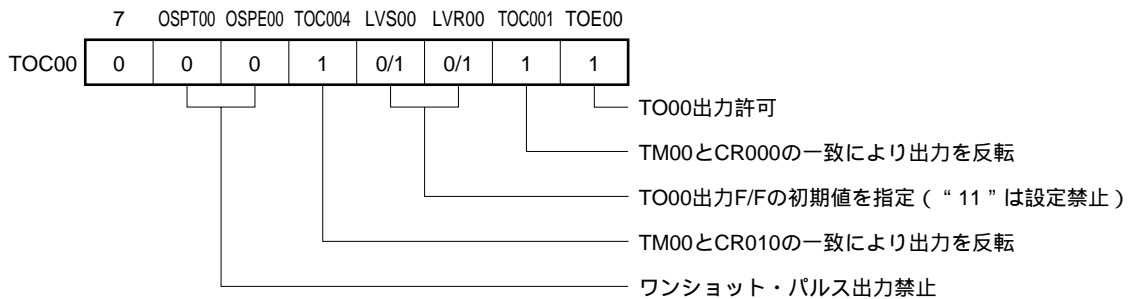 7 OSPT00 OSPE00 TOC004 LVS00 LVR00 TOC001 TOE00
TOC00 0 0 0 1 0/1 0/1 1 1
TO00出力許可
TM00とCR000の一致により出力を反転
TO00出力F/Fの初期値を指定（“11”は設定禁止）
TM00とCR010の一致により出力を反転
ワンショット・パルス出力禁止